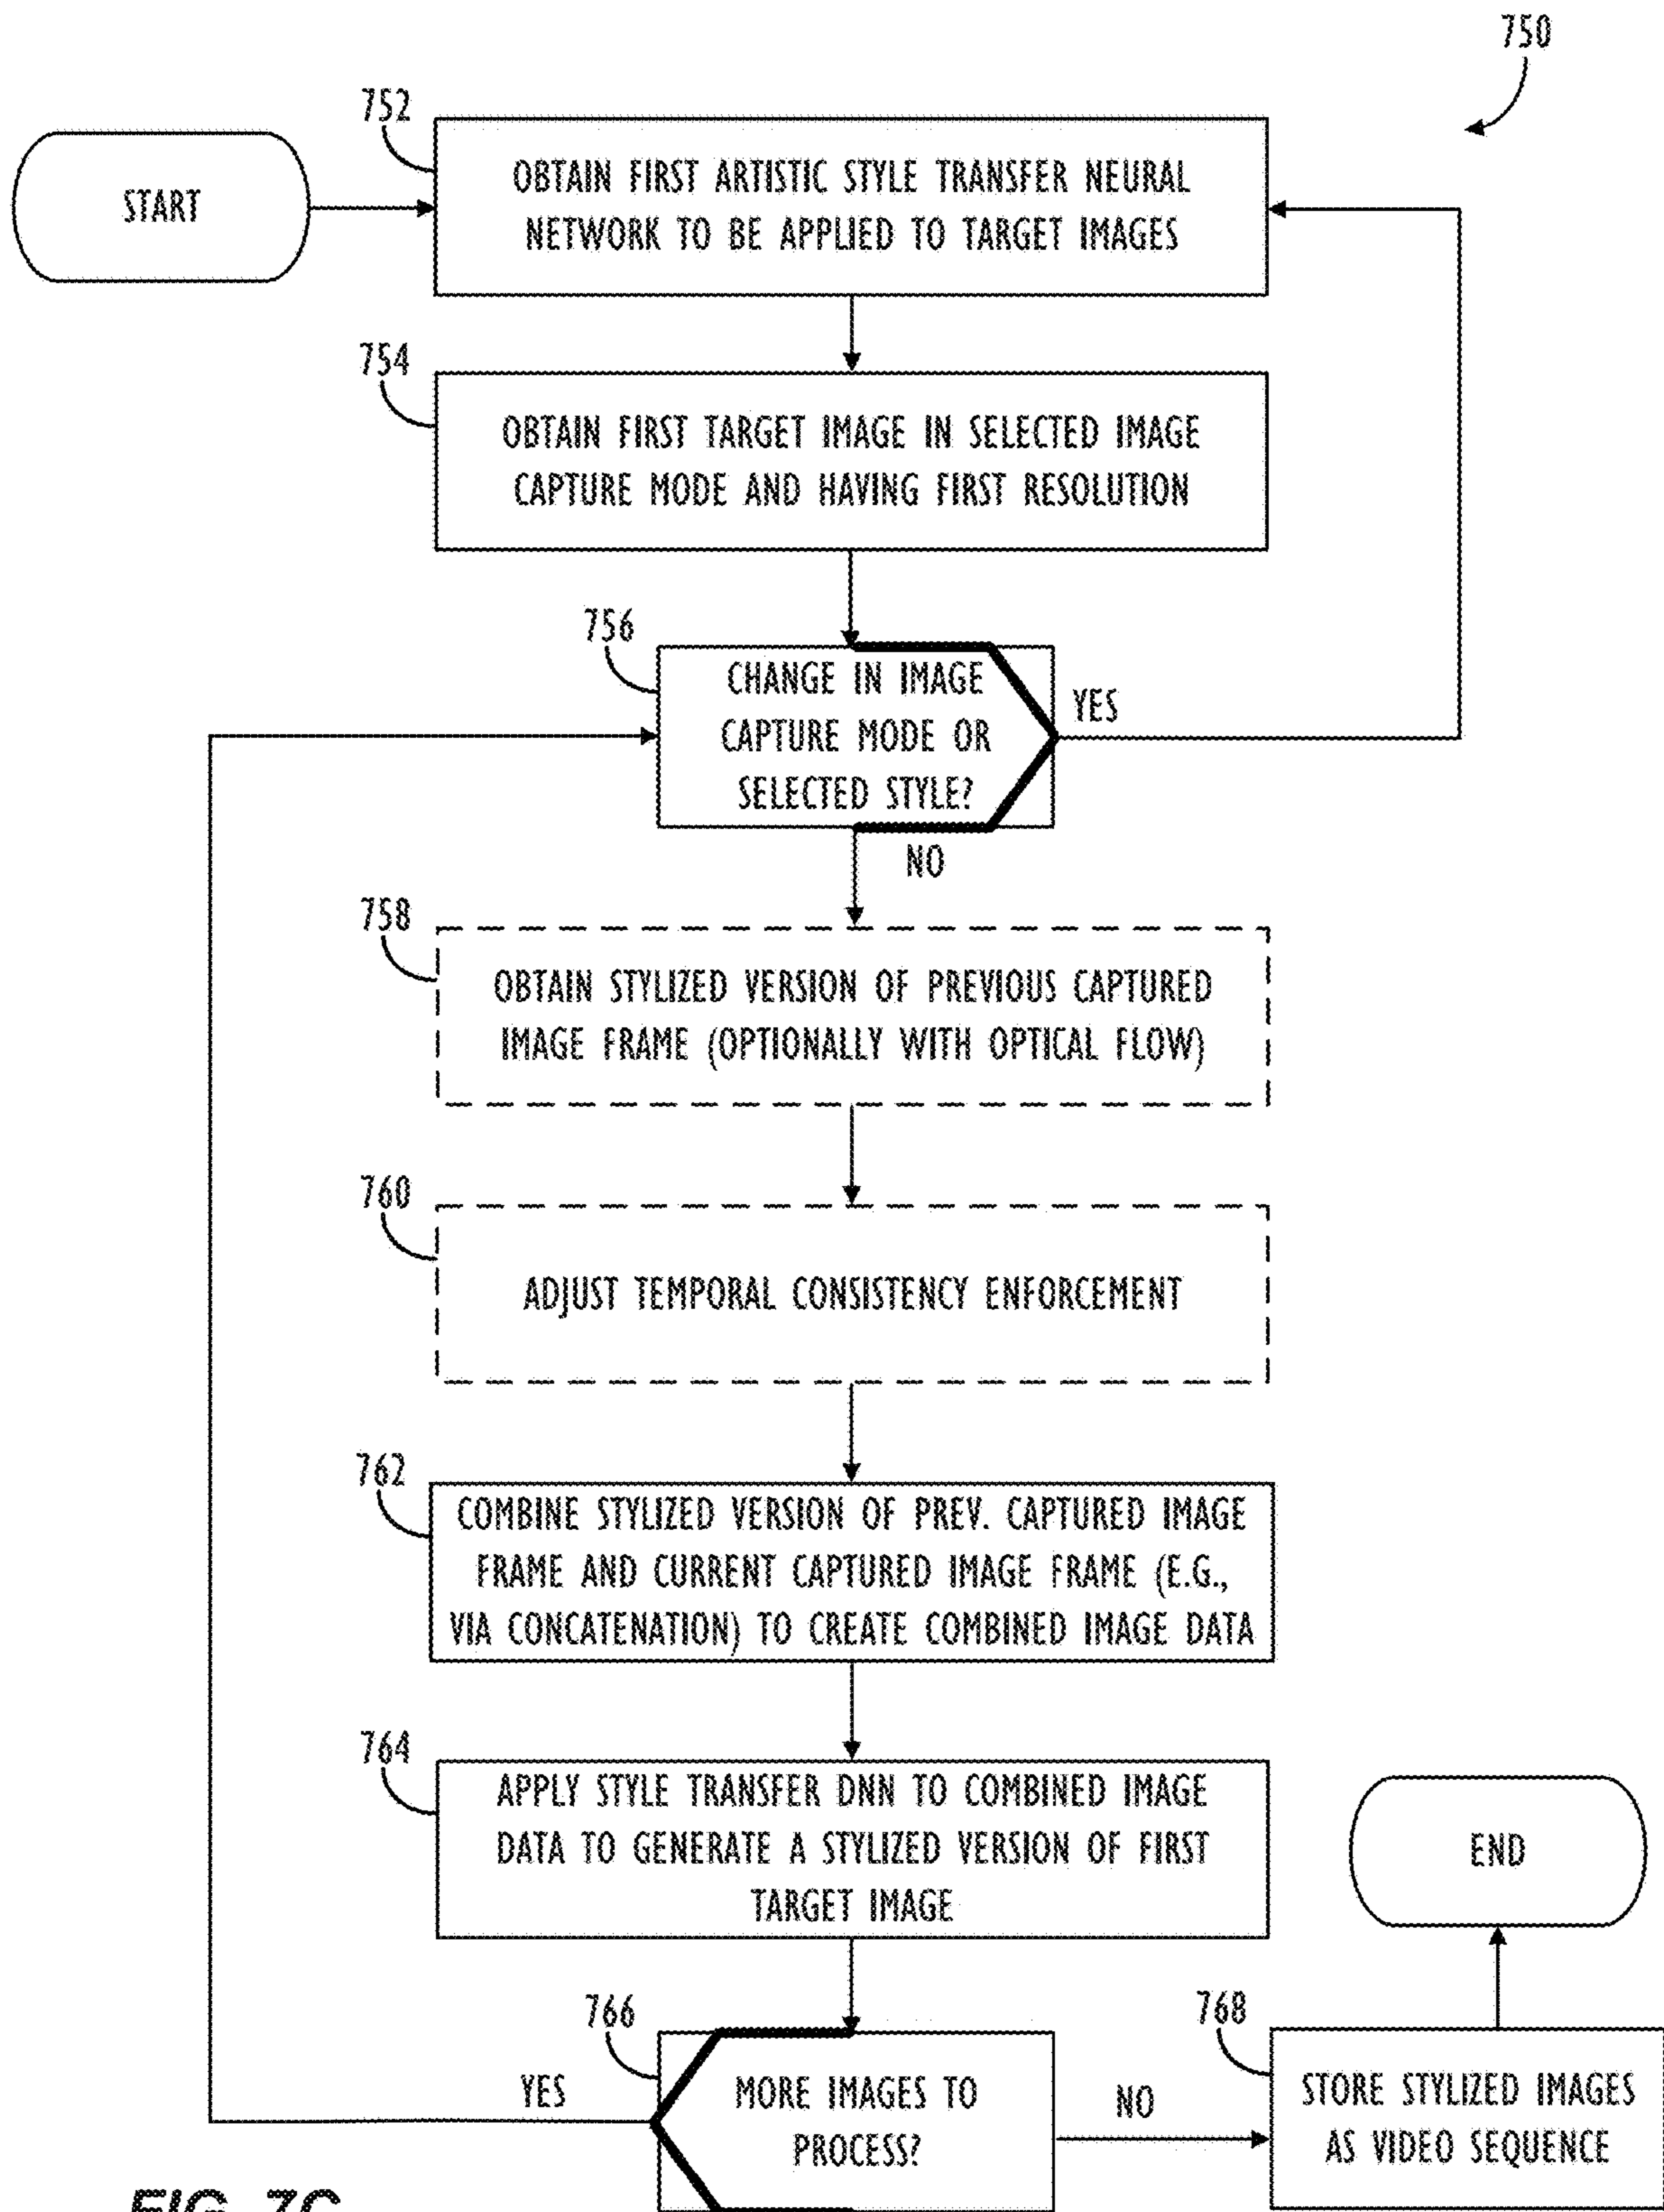 750
752
START
OBTAIN FIRST ARTISTIC STYLE TRANSFER NEURAL
NETWORK TO BE APPLIED TO TARGET IMAGES
754
OBTAIN FIRST TARGET IMAGE IN SELECTED IMAGE
CAPTURE MODE AND HAVING FIRST RESOLUTION
756
CHANGE IN IMAGE
CAPTURE MODE OR
SELECTED STYLE?
YES
NO
758
OBTAIN STYLIZED VERSION OF PREVIOUS CAPTURED
IMAGE FRAME (OPTIONALLY WITH OPTICAL FLOW)
760
ADJUST TEMPORAL CONSISTENCY ENFORCEMENT
762
COMBINE STYLIZED VERSION OF PREV. CAPTURED IMAGE
FRAME AND CURRENT CAPTURED IMAGE FRAME (E.G.,
VIA CONCATENATION) TO CREATE COMBINED IMAGE DATA
764
APPLY STYLE TRANSFER DNN TO COMBINED IMAGE
DATA TO GENERATE A STYLIZED VERSION OF FIRST
TARGET IMAGE
END
766
MORE IMAGES TO
PROCESS?
YES
NO
768
STORE STYLIZED IMAGES
AS VIDEO SEQUENCE
FIG. 7C